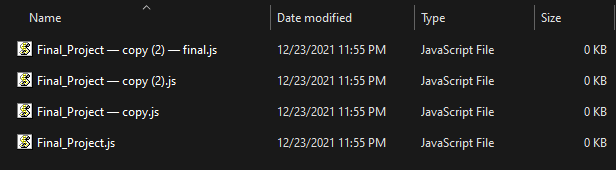 Name Date modified Type Size
Final_Project — copy (2) — final.js 12/23/2021 11:55 PM JavaScript File 0 KB
Final_Project — copy (2).js 12/23/2021 11:55 PM JavaScript File 0 KB
Final_Project — copy.js 12/23/2021 11:55 PM JavaScript File 0 KB
Final_Project.js 12/23/2021 11:55 PM JavaScript File 0 KB